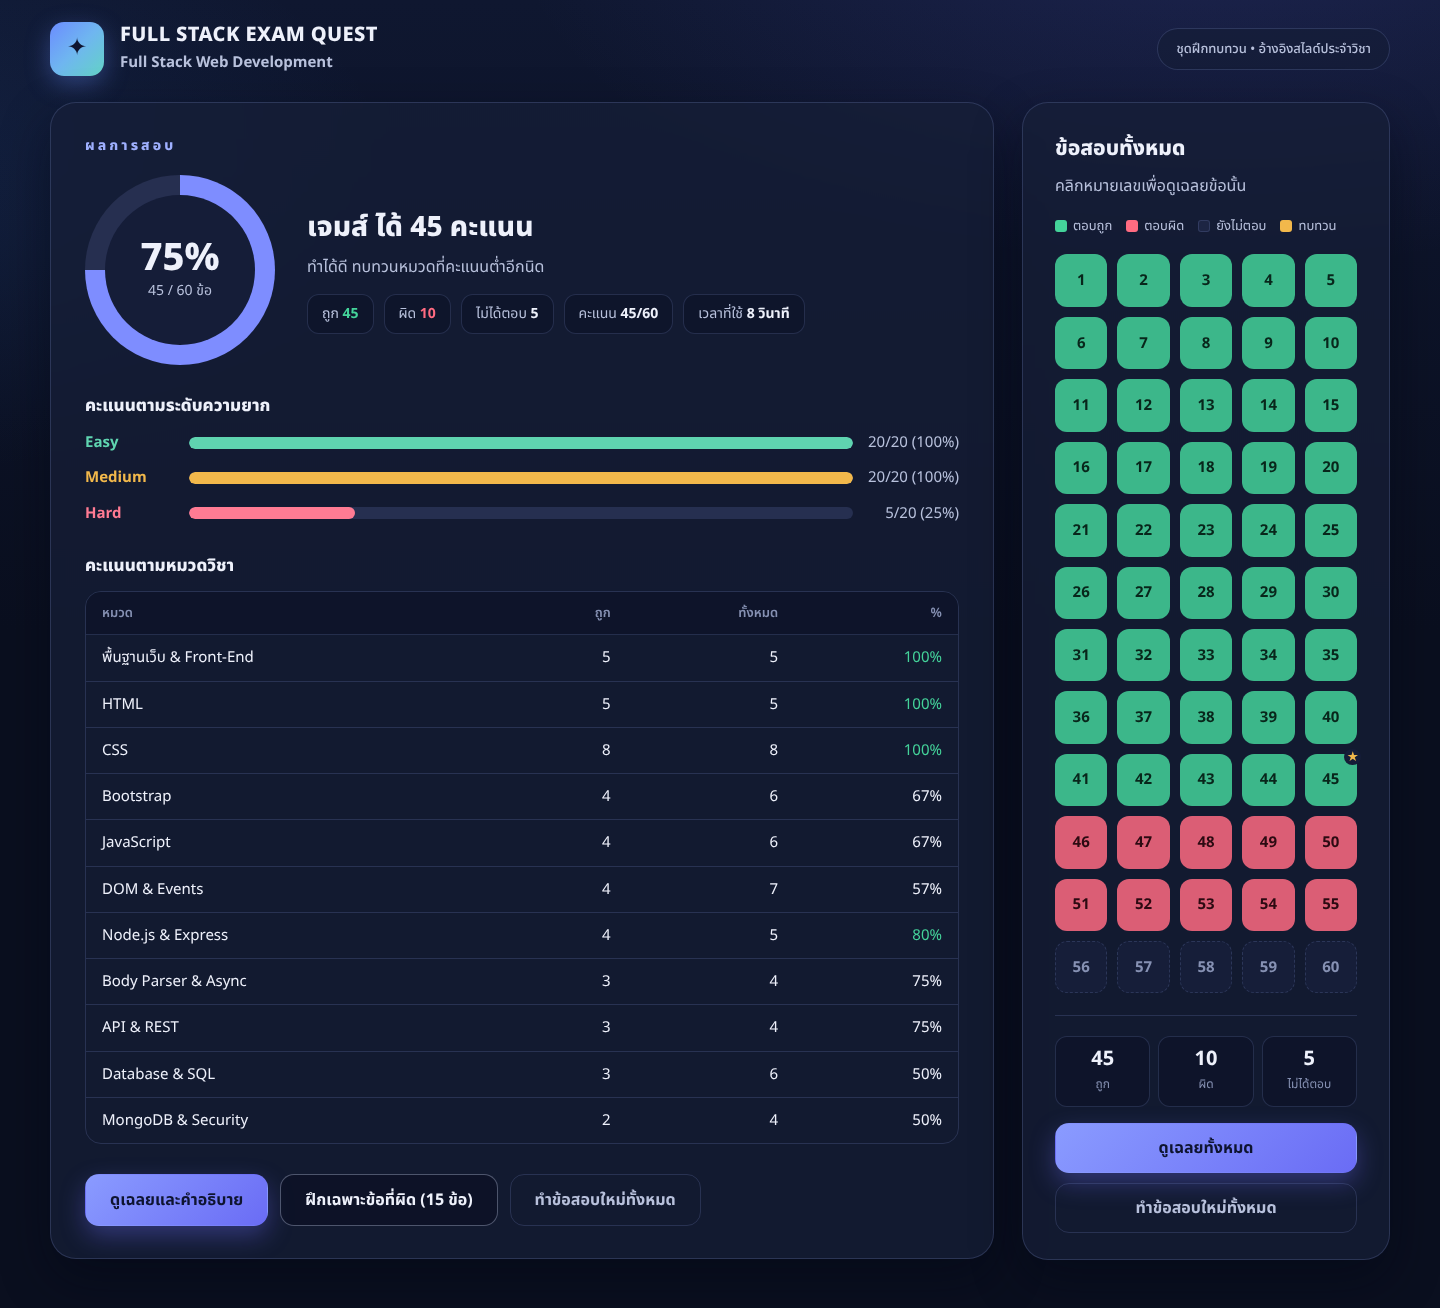 ✦
FULL STACK EXAM QUEST
Full Stack Web Development
ชุดฝึกทบทวน • อ้างอิงสไลด์ประจำวิชา
ผลการสอบ
75%
45 / 60 ข้อ
เจมส์ ได้ 45 คะแนน
ทำได้ดี ทบทวนหมวดที่คะแนนต่ำอีกนิด
ถูก 45 ผิด 10 ไม่ได้ตอบ 5 คะแนน 45/60 เวลาที่ใช้ 8 วินาที
คะแนนตามระดับความยาก
Easy 20/20 (100%)
Medium 20/20 (100%)
Hard 5/20 (25%)
คะแนนตามหมวดวิชา
หมวด ถูก ทั้งหมด %
พื้นฐานเว็บ & Front-End 5 5 100%
HTML 5 5 100%
CSS 8 8 100%
Bootstrap 4 6 67%
JavaScript 4 6 67%
DOM & Events 4 7 57%
Node.js & Express 4 5 80%
Body Parser & Async 3 4 75%
API & REST 3 4 75%
Database & SQL 3 6 50%
MongoDB & Security 2 4 50%
ดูเฉลยและคำอธิบาย ฝึกเฉพาะข้อที่ผิด (15 ข้อ) ทำข้อสอบใหม่ทั้งหมด
ข้อสอบทั้งหมด
คลิกหมายเลขเพื่อดูเฉลยข้อนั้น
ตอบถูก ตอบผิด ยังไม่ตอบ ทบทวน
1 2 3 4 5
6 7 8 9 10
11 12 13 14 15
16 17 18 19 20
21 22 23 24 25
26 27 28 29 30
31 32 33 34 35
36 37 38 39 40
41 42 43 44 45 ★
46 47 48 49 50
51 52 53 54 55
56 57 58 59 60
45 10 5
ถูก ผิด ไม่ได้ตอบ
ดูเฉลยทั้งหมด
ทำข้อสอบใหม่ทั้งหมด